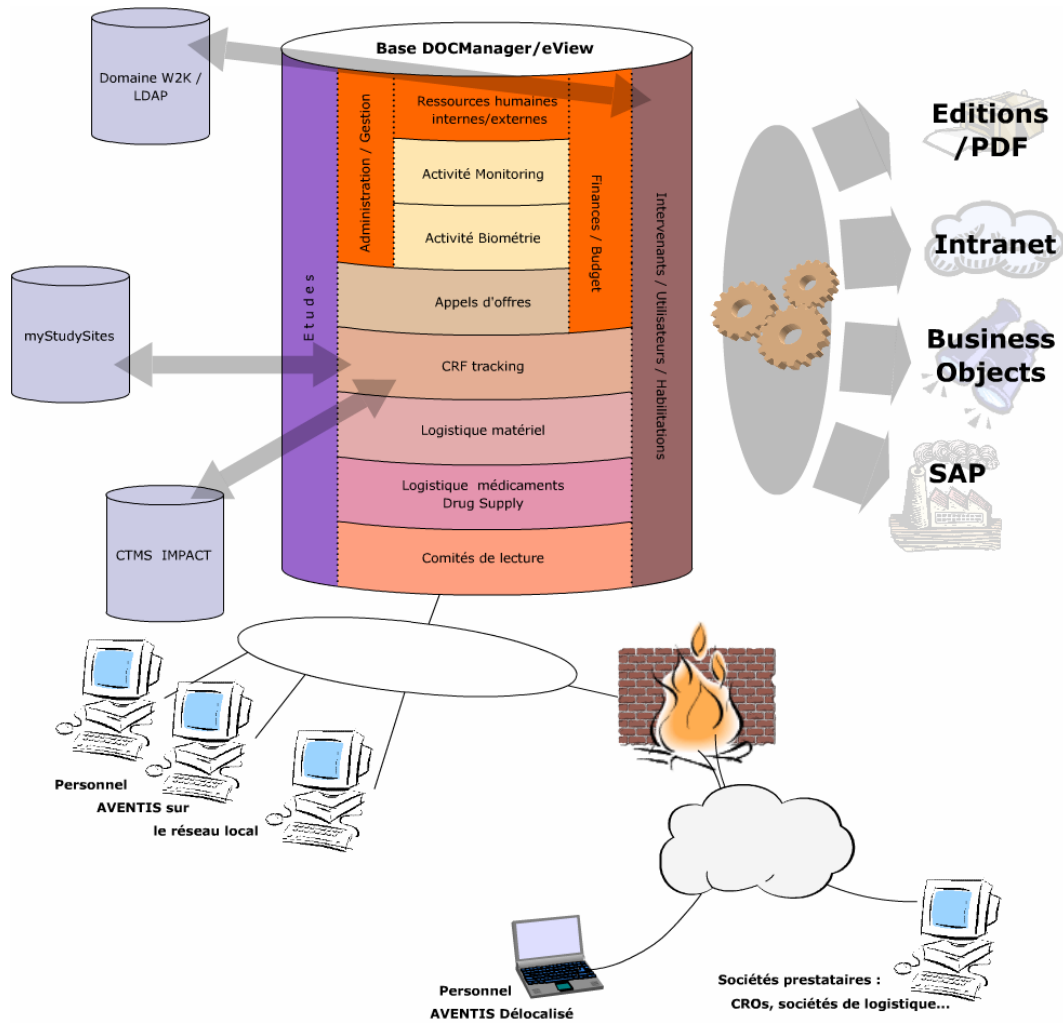 Base DOCManager/eView
Domaine W2K /
LDAP
myStudySites
CTMS IMPACT
Etudes
Administration / Gestion
Ressources humaines
internes/externes
Activité Monitoring
Activité Biométrie
Appels d'offres
Finances / Budget
Intervenants / Utilisateurs / Habilitations
CRF tracking
Logistique matériel
Logistique médicaments
Drug Supply
Comités de lecture
Editions
/PDF
Intranet
Business
Objects
SAP
Personnel
AVENTIS sur
le réseau local
Personnel
AVENTIS Délocalisé
Sociétés prestataires :
CROs, sociétés de logistique...